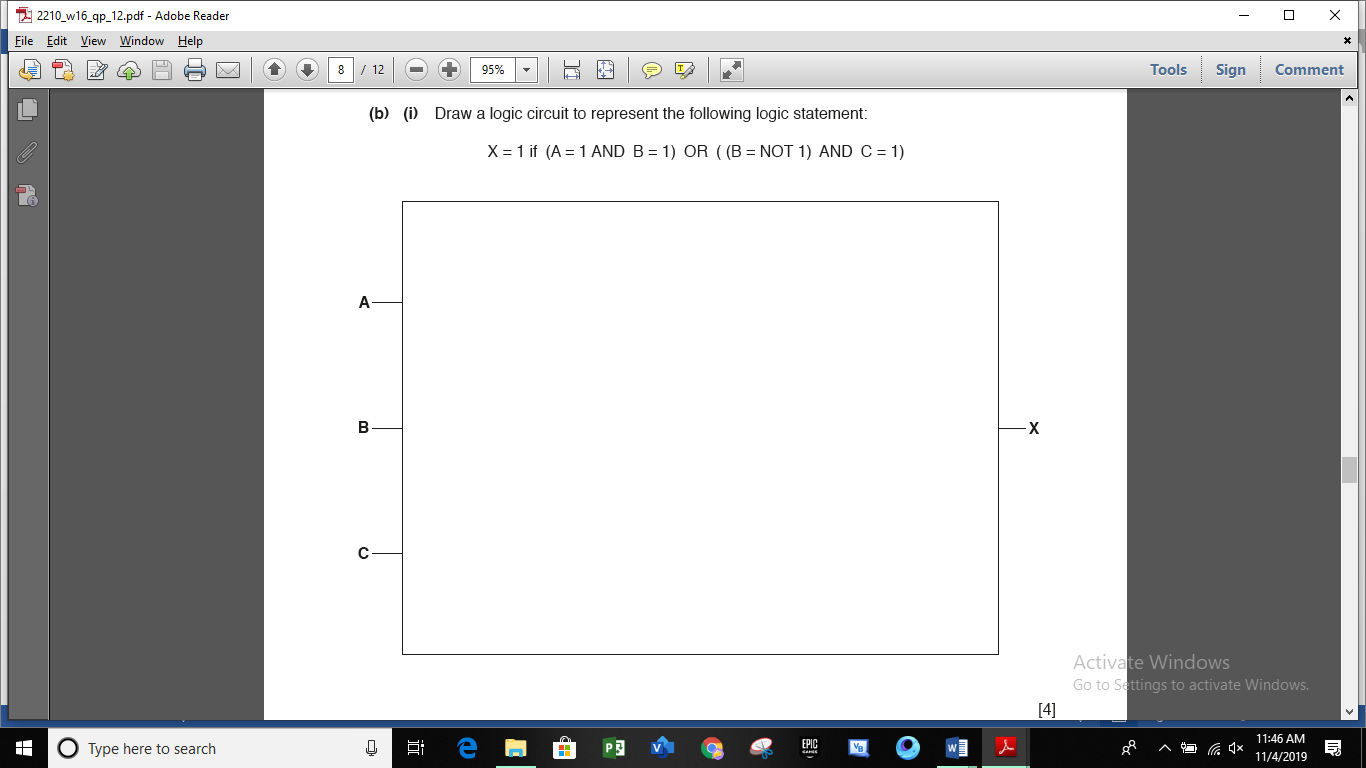 2210_w16_qp_12.pdf - Adobe Reader
File Edit View Window Help
8 / 12 95% T Tools Sign Comment
(b) (i) Draw a logic circuit to represent the following logic statement:
X = 1 if (A = 1 AND B = 1) OR ( (B = NOT 1) AND C = 1)
A
B
X
C
Activate Windows
Go to Settings to activate Windows.
[4]
Type here to search
EPIC
GAMES
11:46 AM
11/4/2019